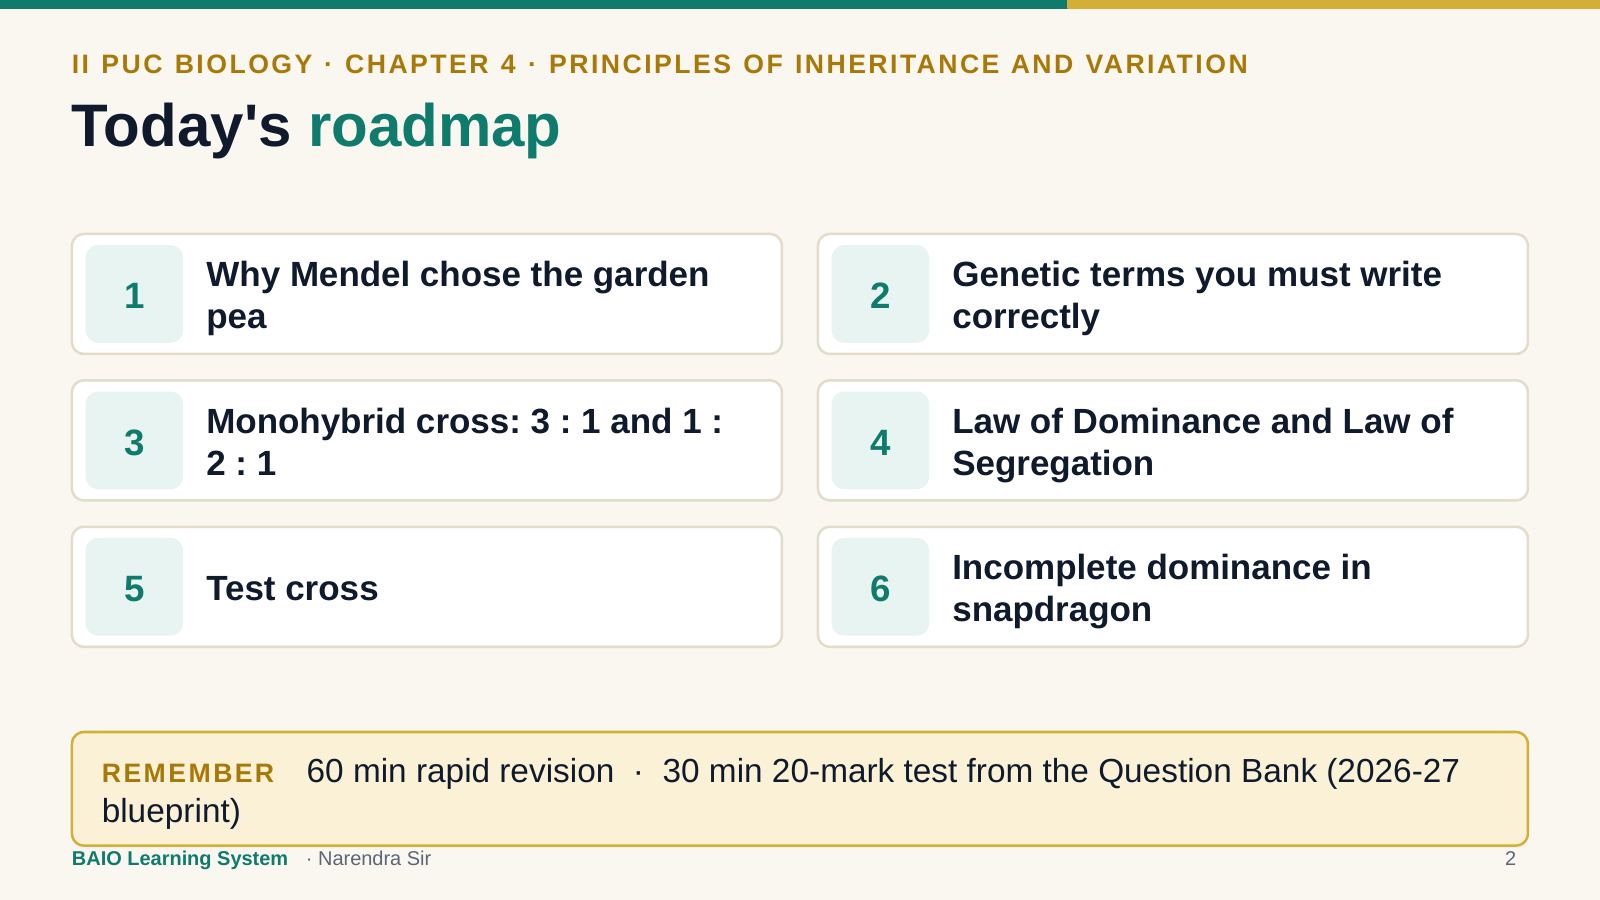 II PUC BIOLOGY · CHAPTER 4 · PRINCIPLES OF INHERITANCE AND VARIATION
Today's roadmap
1
Why Mendel chose the garden
pea
2
Genetic terms you must write
correctly
3
Monohybrid cross: 3 : 1 and 1 :
2 : 1
4
Law of Dominance and Law of
Segregation
5
Test cross
6
Incomplete dominance in
snapdragon
REMEMBER 60 min rapid revision · 30 min 20-mark test from the Question Bank (2026-27
blueprint)
BAIO Learning System · Narendra Sir
2